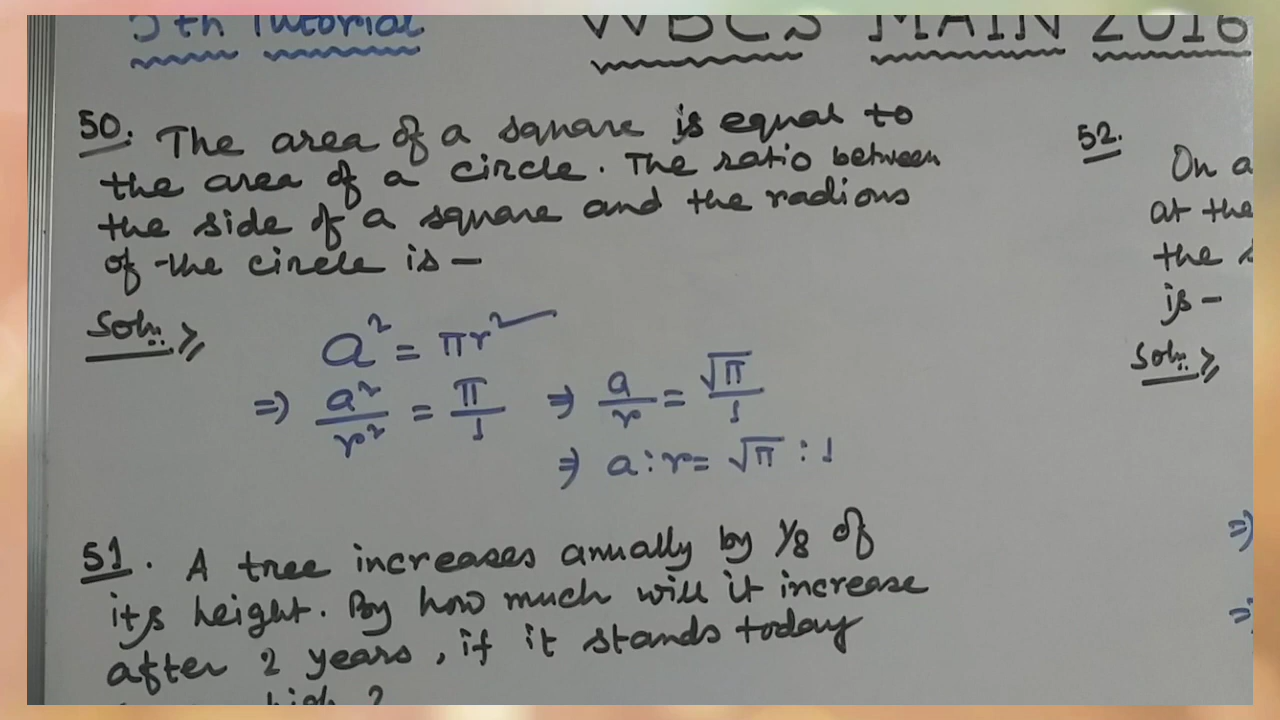 5th Tutorial
WBCS MAIN 2016
50. The area of a square is equal to
the area of a circle. The ratio between
the side of a square and the radious
of the circle is —
Soln. ⇒
a² = πr²
⇒ a²/r² = π/1 ⇒ a/r = √π/1
⇒ a:r = √π : 1
51. A tree increases anually by 1/8 of
its height. By how much will it increase
after 2 years, if it stands today
high ?
52.
On a
at the
the
is -
Soln. ⇒
⇒
⇒